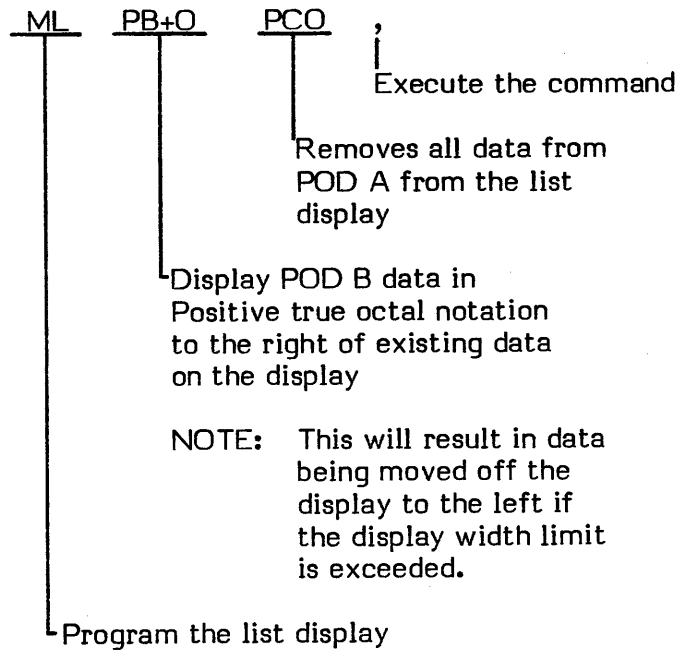 ML PB+O PCO ,
Execute the command
Removes all data from
POD A from the list
display
Display POD B data in
Positive true octal notation
to the right of existing data
on the display
NOTE: This will result in data
being moved off the
display to the left if
the display width limit
is exceeded.
Program the list display